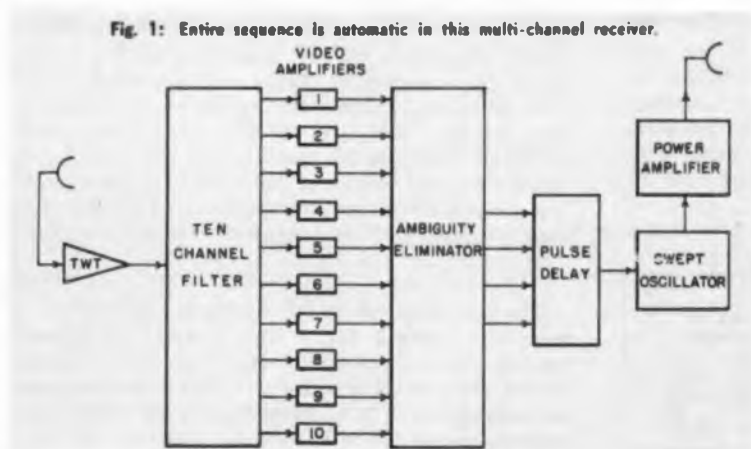 Fig. 1: Entire sequence is automatic in this multi-channel receiver.
VIDEO
AMPLIFIERS
1
2
3
4
5
6
7
8
9
10
TWT
TEN
CHANNEL
FILTER
AMBIGUITY
ELIMINATOR
PULSE
DELAY
POWER
AMPLIFIER
SWEPT
OSCILLATOR